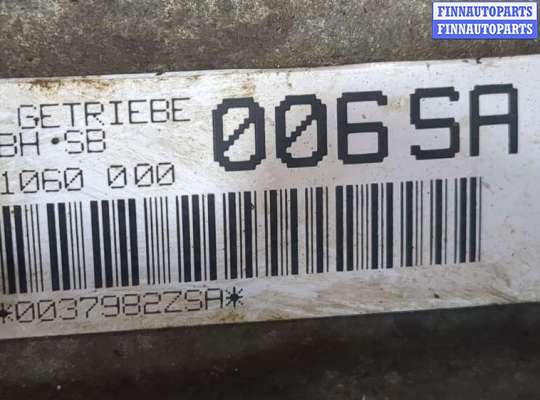 FINNAUTOPARTS
FINNAUTOPARTS
GETRIEBE
BH SB
1060 000
006SA
*0037982ZSA*